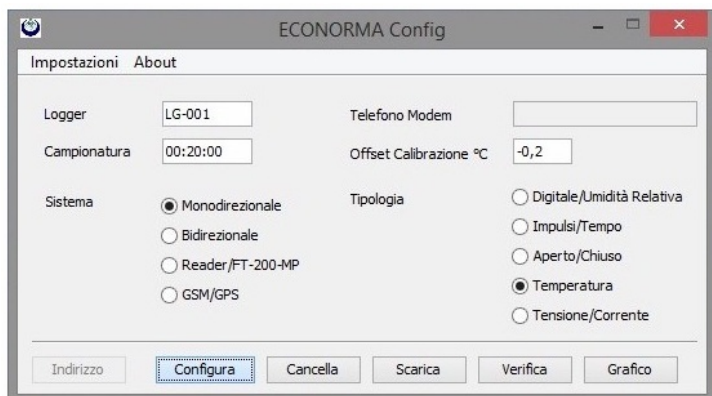 ECONORMA Config
Impostazioni About
Logger LG-001 Telefono Modem
Campionatura 00:20:00 Offset Calibrazione ºC -0,2
Sistema Tipologia
Monodirezionale
Bidirezionale
Reader/FT-200-MP
GSM/GPS
Digitale/Umidità Relativa
Impulsi/Tempo
Aperto/Chiuso
Temperatura
Tensione/Corrente
Indirizzo Configura Cancella Scarica Verifica Grafico